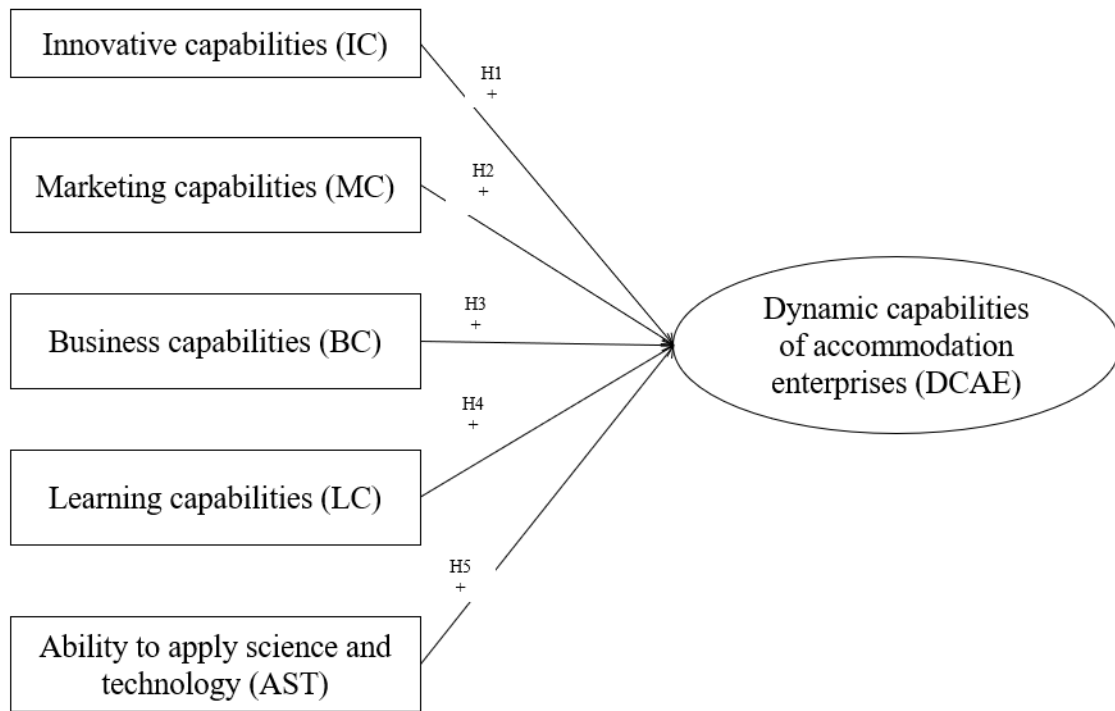 Innovative capabilities (IC)
H1
+
Marketing capabilities (MC)
H2
+
Business capabilities (BC)
H3
+
Dynamic capabilities
of accommodation
enterprises (DCAE)
H4
+
Learning capabilities (LC)
H5
+
Ability to apply science and
technology (AST)